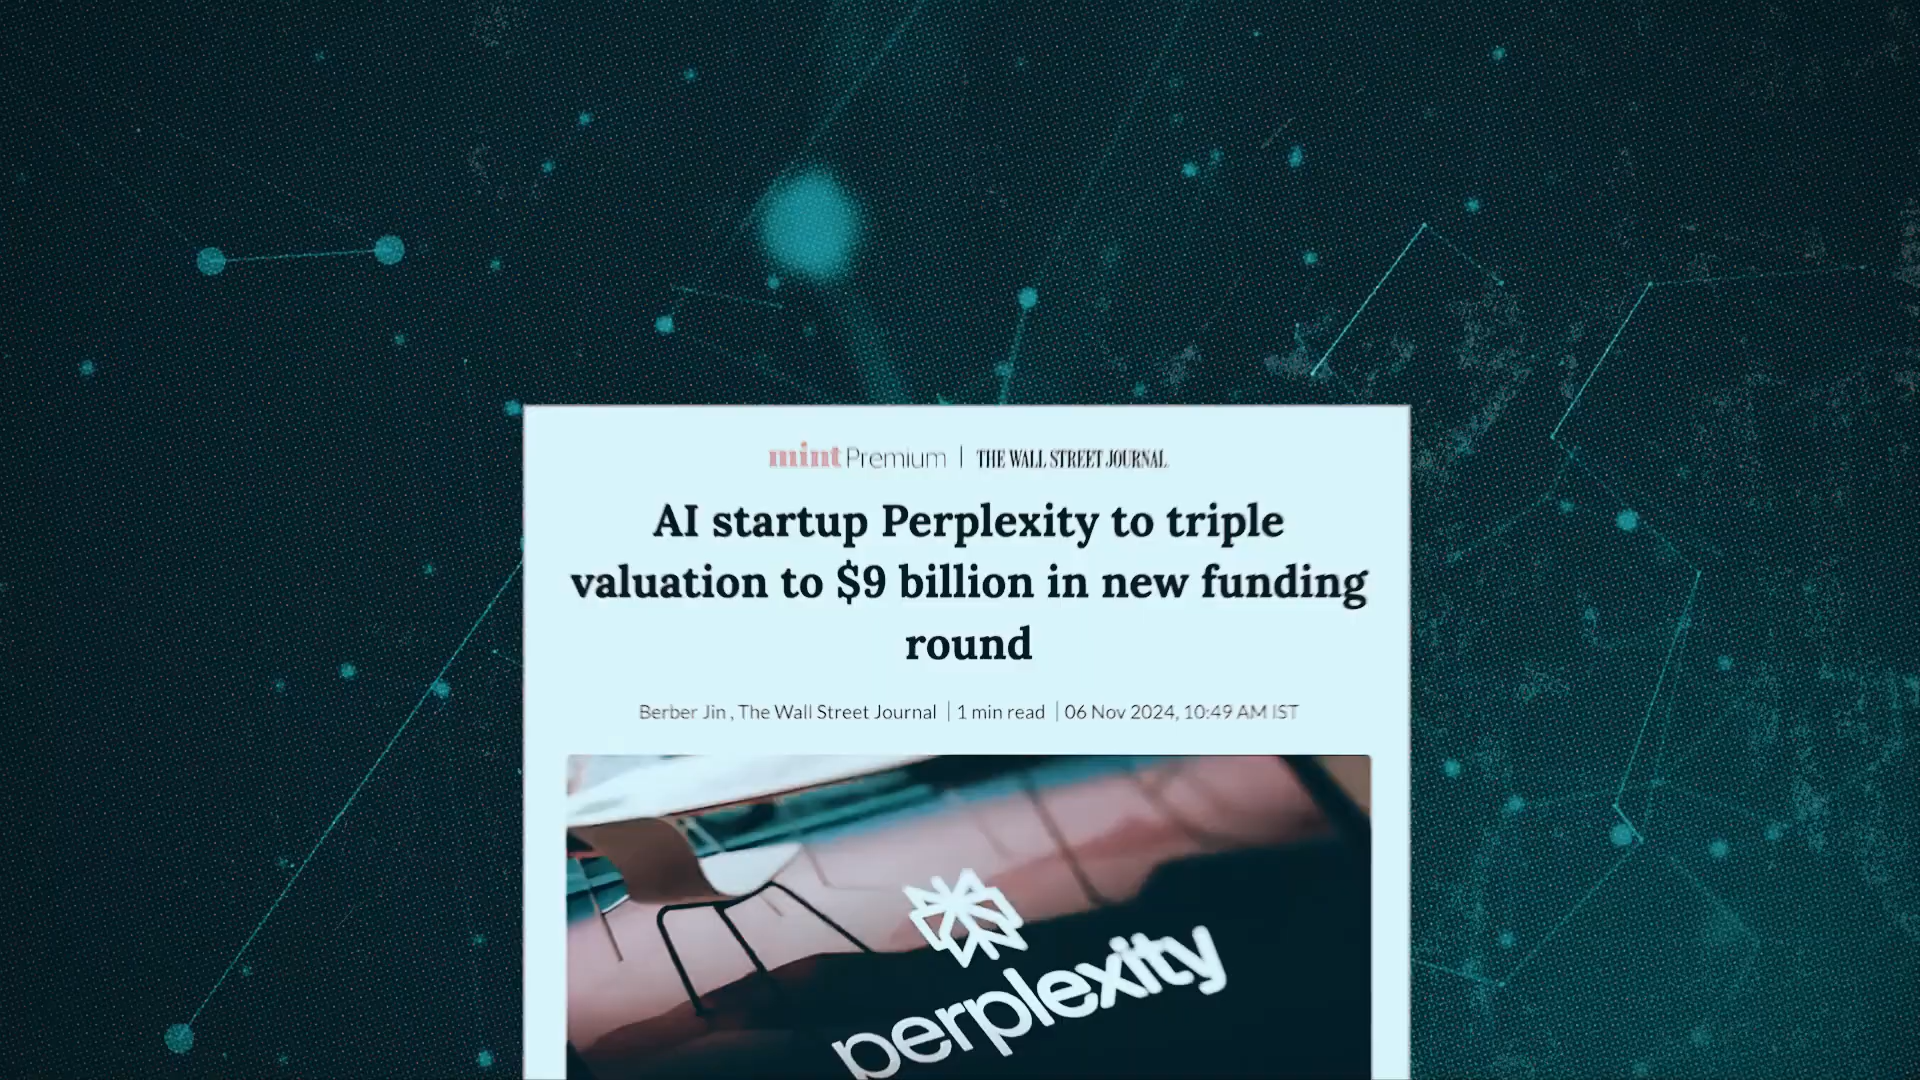 mint Premium | THE WALL STREET JOURNAL
AI startup Perplexity to triple
valuation to $9 billion in new funding
round
Berber Jin , The Wall Street Journal | 1 min read | 06 Nov 2024, 10:49 AM IST
perplexity